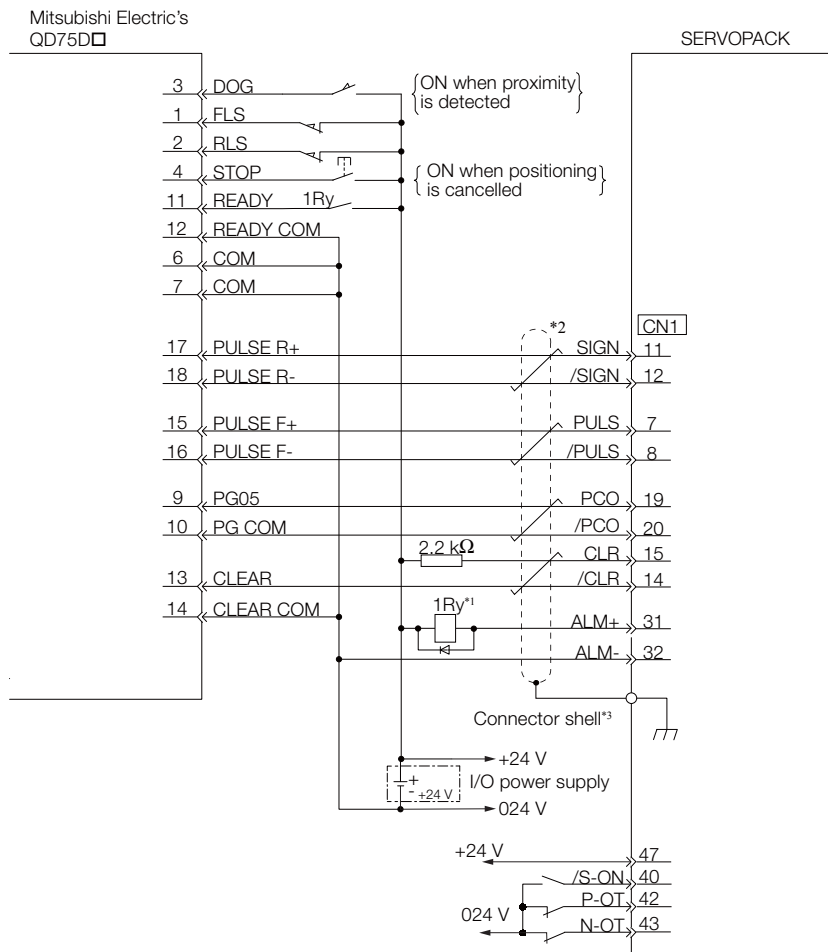 Mitsubishi Electric's
QD75D□
SERVOPACK
3 DOG
{ON when proximity is detected}
1 FLS
2 RLS
4 STOP
{ON when positioning is cancelled}
11 READY 1Ry
12 READY COM
6 COM
7 COM
*2
CN1
17 PULSE R+ SIGN 11
18 PULSE R- /SIGN 12
15 PULSE F+ PULS 7
16 PULSE F- /PULS 8
9 PG05 PCO 19
10 PG COM /PCO 20
2.2 kΩ CLR 15
13 CLEAR /CLR 14
14 CLEAR COM
1Ry*1 ALM+ 31
ALM- 32
Connector shell*3
+24 V
+ - +24 V
I/O power supply
024 V
+24 V 47
/S-ON 40
P-OT 42
024 V
N-OT 43